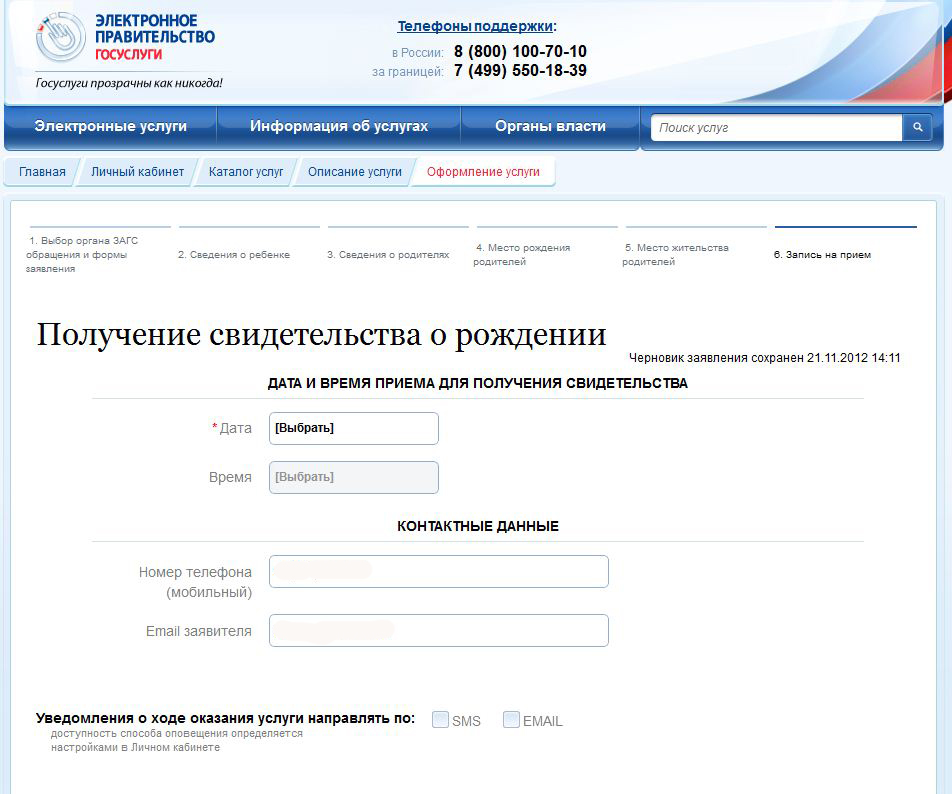 ЭЛЕКТРОННОЕ
ПРАВИТЕЛЬСТВО
ГОСУСЛУГИ
Госуслуги прозрачны как никогда!
Телефоны поддержки:
в России: 8 (800) 100-70-10
за границей: 7 (499) 550-18-39
Электронные услуги Информация об услугах Органы власти Поиск услуг
Главная Личный кабинет Каталог услуг Описание услуги Оформление услуги
1. Выбор органа ЗАГС
обращения и формы
заявления
2. Сведения о ребенке
3. Сведения о родителях
4. Место рождения
родителей
5. Место жительства
родителей
6. Запись на прием
Получение свидетельства о рождении
Черновик заявления сохранен 21.11.2012 14:11
ДАТА И ВРЕМЯ ПРИЕМА ДЛЯ ПОЛУЧЕНИЯ СВИДЕТЕЛЬСТВА
* Дата [Выбрать]
Время [Выбрать]
КОНТАКТНЫЕ ДАННЫЕ
Номер телефона
(мобильный)
Email заявителя
Уведомления о ходе оказания услуги направлять по: SMS EMAIL
доступность способа оповещения определяется
настройками в Личном кабинете